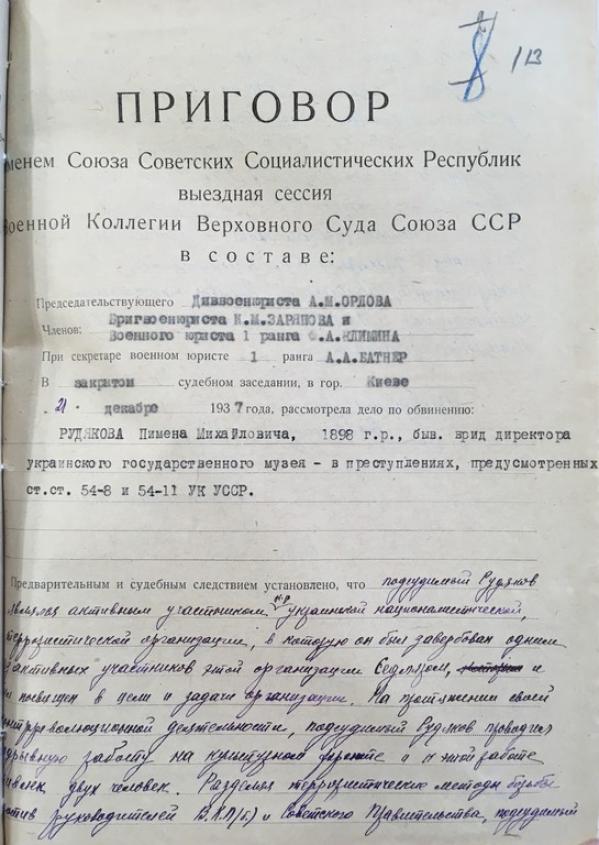 8 /13
ПРИГОВОР
менем Союза Советских Социалистических Республик
выездная сессия
Военной Коллегии Верховного Суда Союза ССР
в составе:
Председательствующего Диввоенюриста А.М.ОРЛОВА
Членов: Бригвоенюриста К.М.ЗАРЯНОВА и
Военного юриста 1 ранга Ф.А.КЛИМИНА
При секретаре военном юристе 1 ранга А.А.БАТНЕР
В закрытом судебном заседании, в гор. Киеве
„21" декабря 1937 года, рассмотрела дело по обвинению:
РУДЯКОВА Пимена Михайловича, 1898 г.р., быв. врид директора
украинского государственного музея - в преступлениях, предусмотренных
ст.ст. 54-8 и 54-11 УК УССР.
Предварительным и судебным следствием установлено, что подсудимый Рудяков
являлся активным участником к-р украинской националистической,
террористической организации, в которую он был завербован одним
активных участников этой организации и
посвящен в цели и задачи организации. На протяжении своей
контрреволюционной деятельности, подсудимый Рудяков проводил
подрывную работу на культурном фронте и к этой работе
привлек двух человек. Разделяя террористические методы борьбы
против руководителей В.К.П(б.) и Советского Правительства, подсудимый